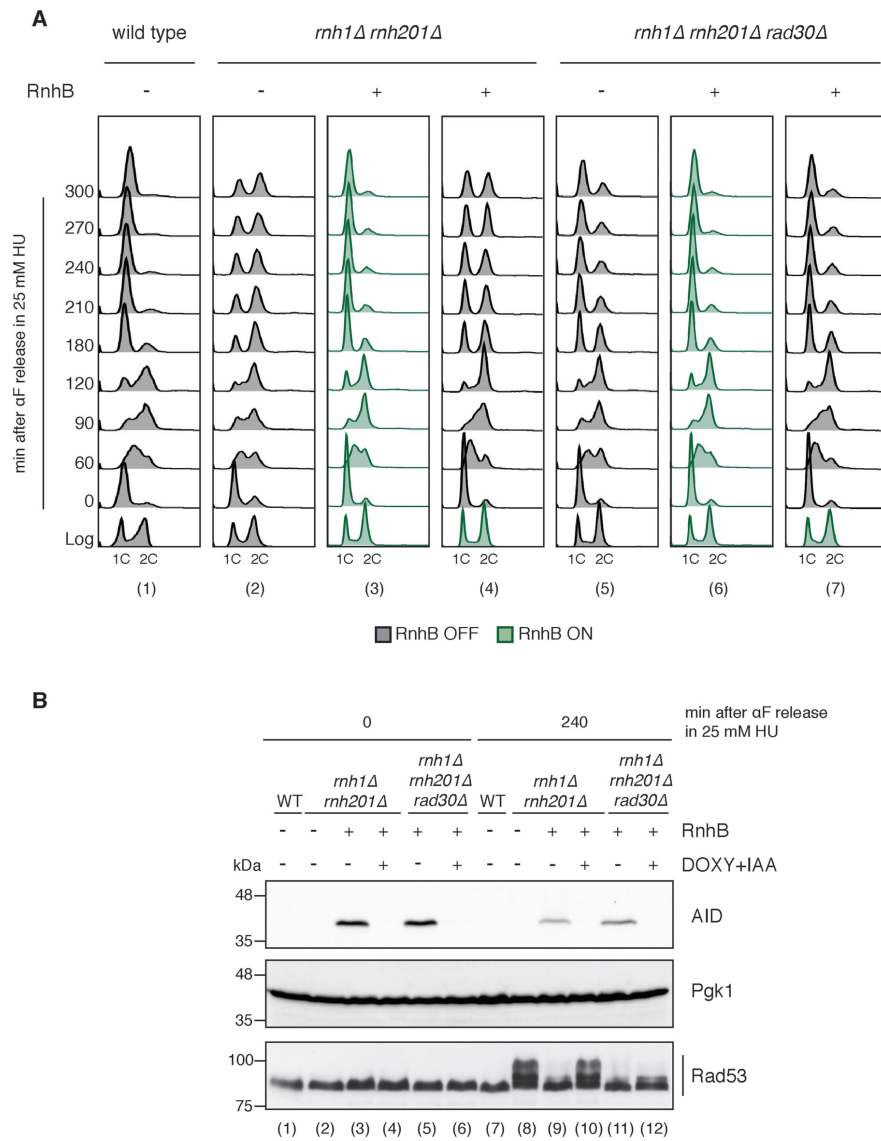 A
wild type rnh1Δ rnh201Δ rnh1Δ rnh201Δ rad30Δ
RnhB - - + + - + +
min after αF release in 25 mM HU
300
270
240
210
180
120
90
60
0
Log
1C 2C 1C 2C 1C 2C 1C 2C 1C 2C 1C 2C 1C 2C
(1) (2) (3) (4) (5) (6) (7)
RnhB OFF RnhB ON
B
0 240 min after αF release
in 25 mM HU
rnh1Δ rnh1Δ
rnh1Δ rnh201Δ rnh1Δ rnh201Δ
WT rnh201Δ rad30Δ WT rnh201Δ rad30Δ
- - + + + + - - + + + + RnhB
kDa - - - + - + - - - + - + DOXY+IAA
48
AID
35
48
Pgk1
35
100
Rad53
75
(1) (2) (3) (4) (5) (6) (7) (8) (9) (10) (11) (12)